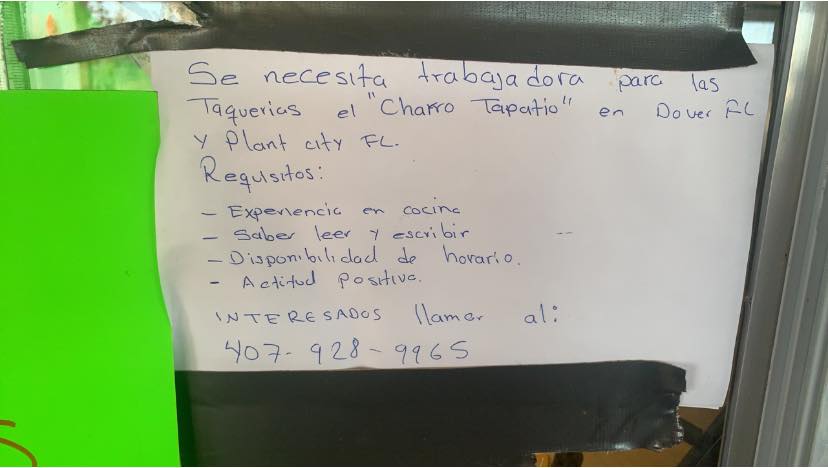 Se necesita trabajadora para las
Taquerias el "Charro Tapatio" en Dover FL
y Plant city FL.
Requisitos:
- Experiencia en cocina
- Saber leer y escribir
- Disponibilidad de horario.
- Actitud Positiva.
INTERESADOS llamar al:
407-928-9965